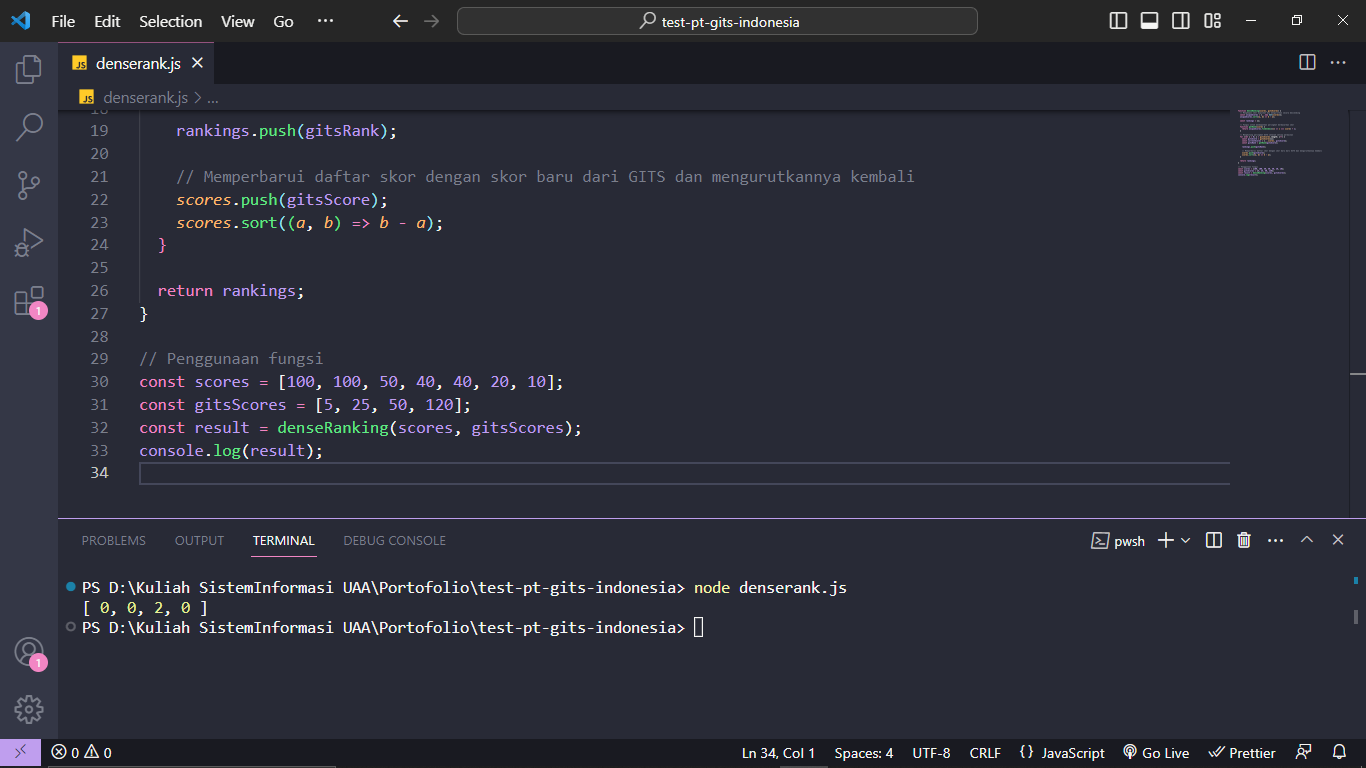 File Edit Selection View Go ··· test-pt-gits-indonesia
JS denserank.js
JS denserank.js > ...
19 rankings.push(gitsRank);
20
21 // Memperbarui daftar skor dengan skor baru dari GITS dan mengurutkannya kembali
22 scores.push(gitsScore);
23 scores.sort((a, b) => b - a);
24 }
25
26 return rankings;
27 }
28
29 // Penggunaan fungsi
30 const scores = [100, 100, 50, 40, 40, 20, 10];
31 const gitsScores = [5, 25, 50, 120];
32 const result = denseRanking(scores, gitsScores);
33 console.log(result);
34
1
PROBLEMS OUTPUT TERMINAL DEBUG CONSOLE pwsh
PS D:\Kuliah SistemInformasi UAA\Portofolio\test-pt-gits-indonesia> node denserank.js
[ 0, 0, 2, 0 ]
PS D:\Kuliah SistemInformasi UAA\Portofolio\test-pt-gits-indonesia>
1
0 0 Ln 34, Col 1 Spaces: 4 UTF-8 CRLF {} JavaScript Go Live Prettier